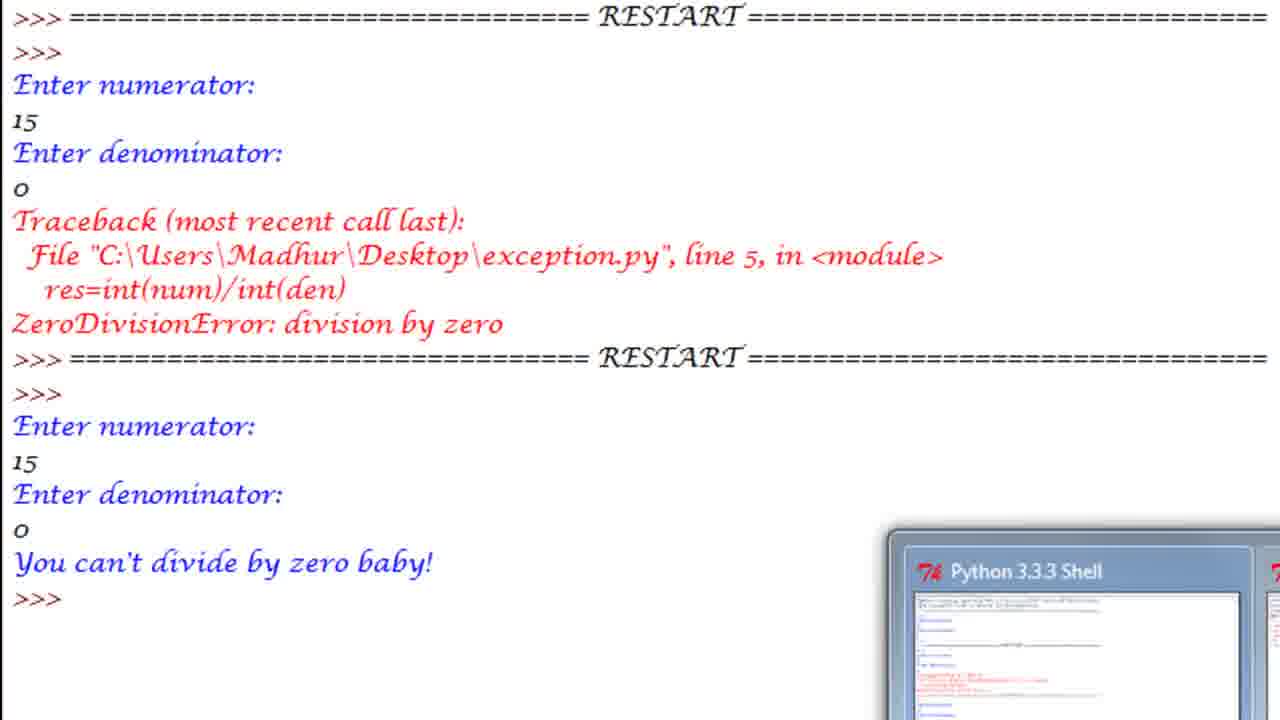 >>> ================================ RESTART ================================
>>>
Enter numerator:
15
Enter denominator:
0
Traceback (most recent call last):
  File "C:\Users\Madhur\Desktop\exception.py", line 5, in <module>
    res=int(num)/int(den)
ZeroDivisionError: division by zero
>>> ================================ RESTART ================================
>>>
Enter numerator:
15
Enter denominator:
0
You can't divide by zero baby!
>>>
Python 3.3.3 Shell